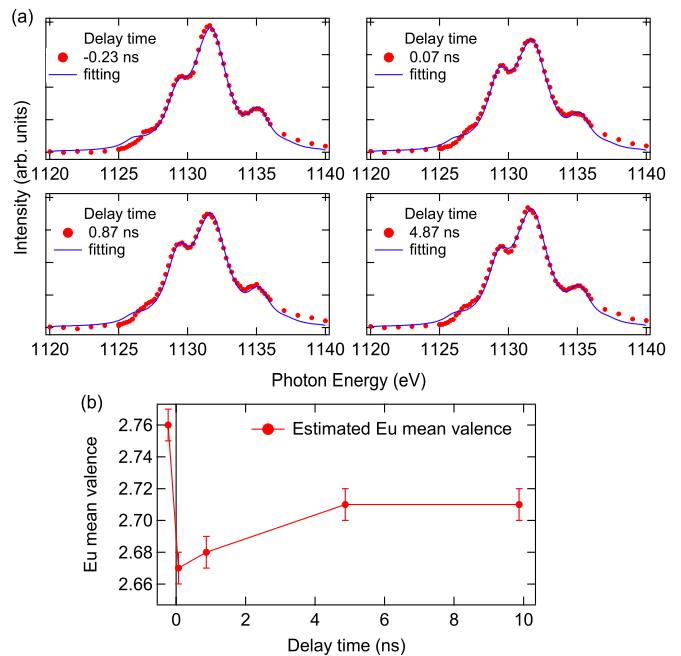 (a)
Delay time
-0.23 ns
fitting
Delay time
0.07 ns
fitting
1120 1125 1130 1135 1140
1120 1125 1130 1135 1140
Intensity (arb. units)
Delay time
0.87 ns
fitting
Delay time
4.87 ns
fitting
1120 1125 1130 1135 1140
1120 1125 1130 1135 1140
Photon Energy (eV)
(b)
Estimated Eu mean valence
Eu mean valence
2.76
2.74
2.72
2.70
2.68
2.66
0 2 4 6 8 10
Delay time (ns)